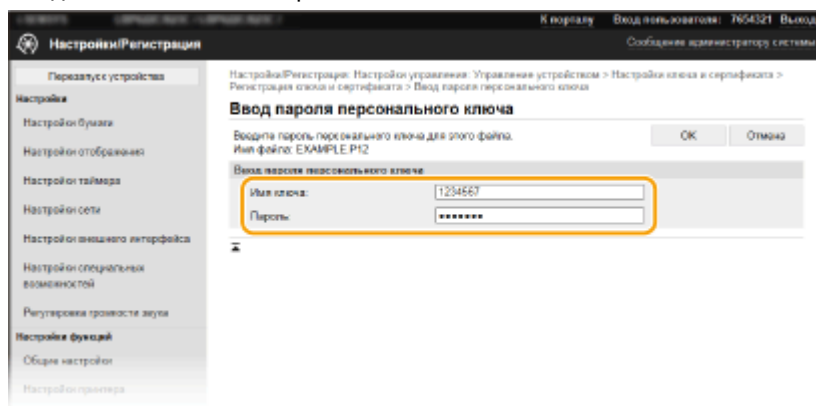 К порталу Вход пользователя: 7654321 Выход
Настройки/Регистрация
Сообщение администратору системы
Перезапуск устройства
Настройки
Настройки бумаги
Настройки отображения
Настройки таймера
Настройки сети
Настройки внешнего интерфейса
Настройки специальных
возможностей
Регулировка громкости звука
Настройки функций
Общие настройки
Настройки принтера
Настройки/Регистрация: Настройки управления: Управление устройством > Настройки ключа и сертификата >
Регистрация ключа и сертификата > Ввод пароля персонального ключа
Ввод пароля персонального ключа
Введите пароль персонального ключа для этого файла.
Имя файла: EXAMPLE.P12
OK Отмена
Ввод пароля персонального ключа
Имя ключа: 1234567
Пароль: •••••••